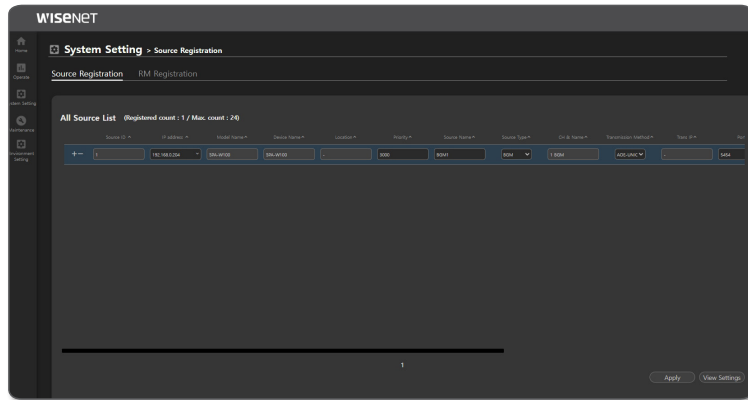 WISENET
Home
System Setting > Source Registration
Operate
Source Registration RM Registration
System Setting
All Source List (Registered count : 1 / Max. count : 24)
Maintenance
Source ID IP address Model Name Device Name Location Priority Source Name Source Type CH & Name Transmission Method Trans IP Por
Environment
Setting
+ - 1 192.168.0.204 SPA-W100 SPA-W100 - 3000 BGM1 BGM 1 BGM AOE-UNIC - 5454
1
Apply View Settings